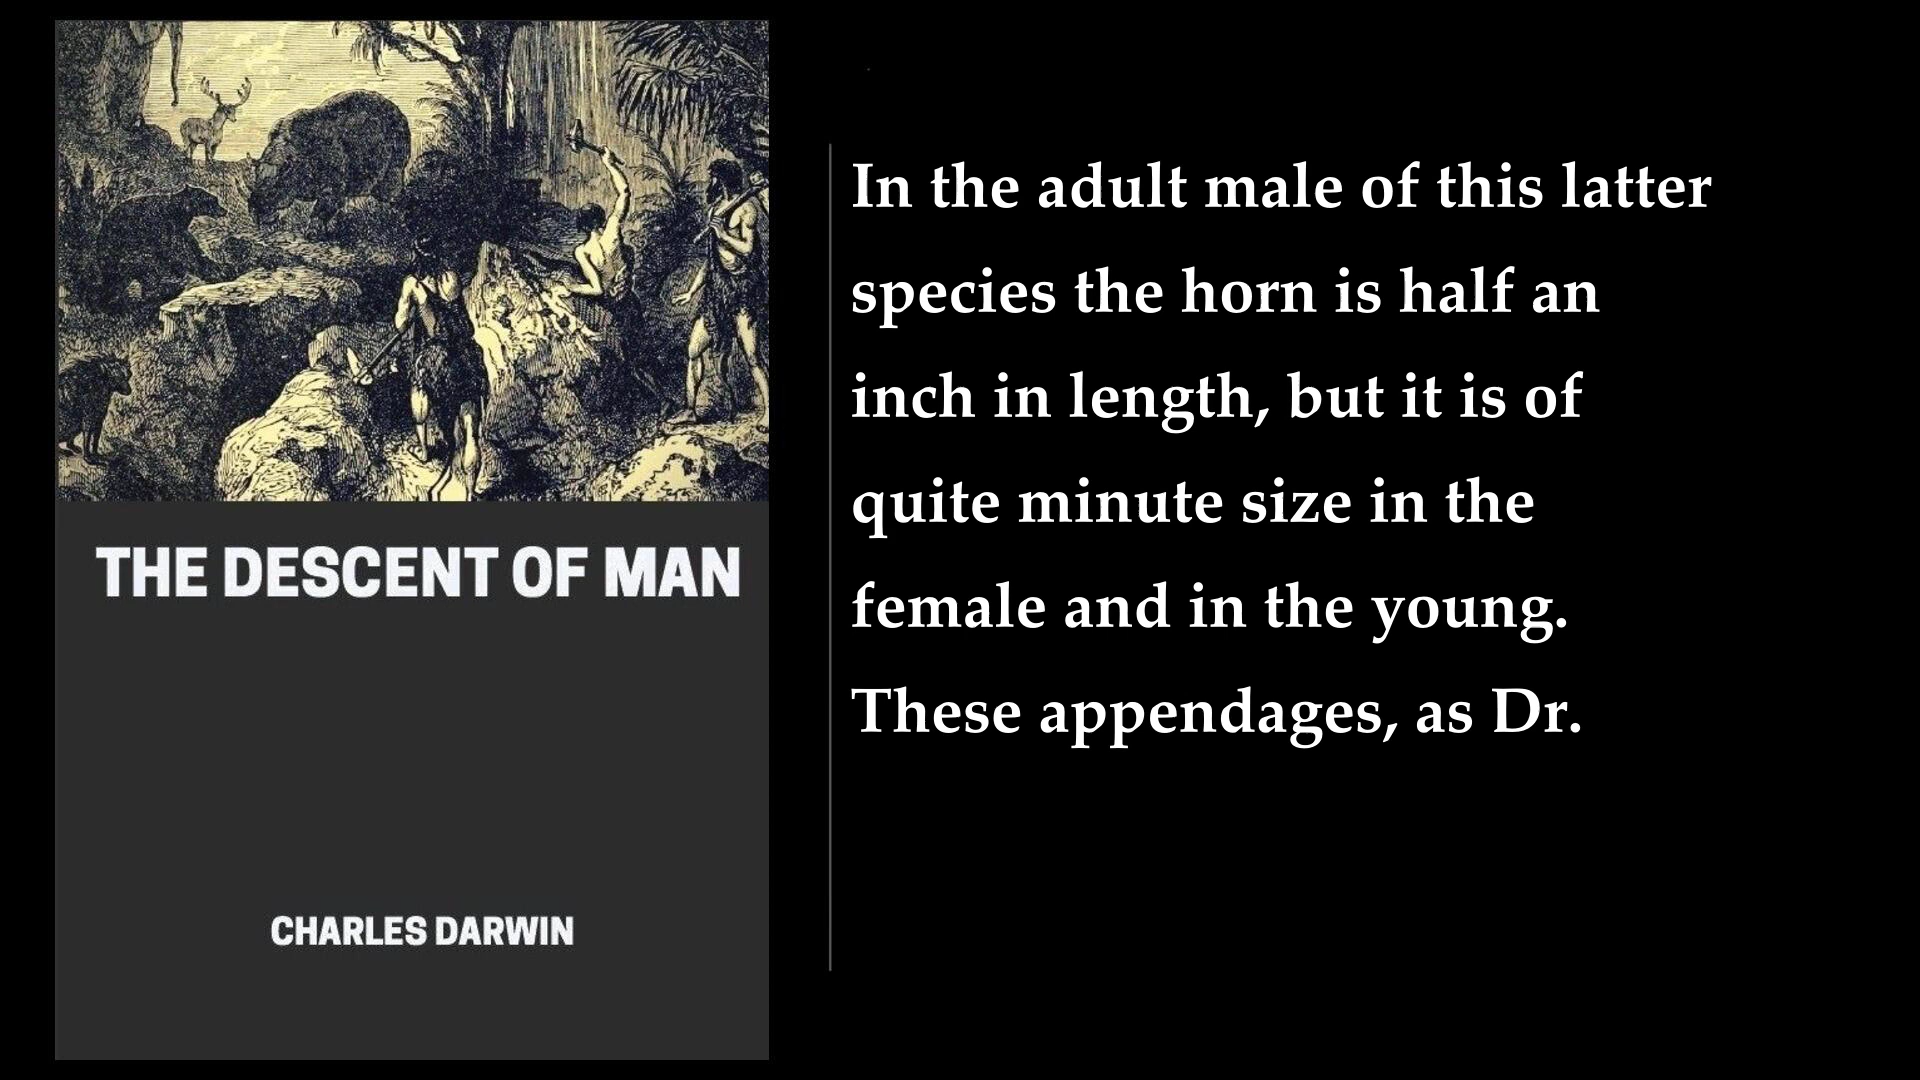 THE DESCENT OF MAN
CHARLES DARWIN
In the adult male of this latter
species the horn is half an
inch in length, but it is of
quite minute size in the
female and in the young.
These appendages, as Dr.